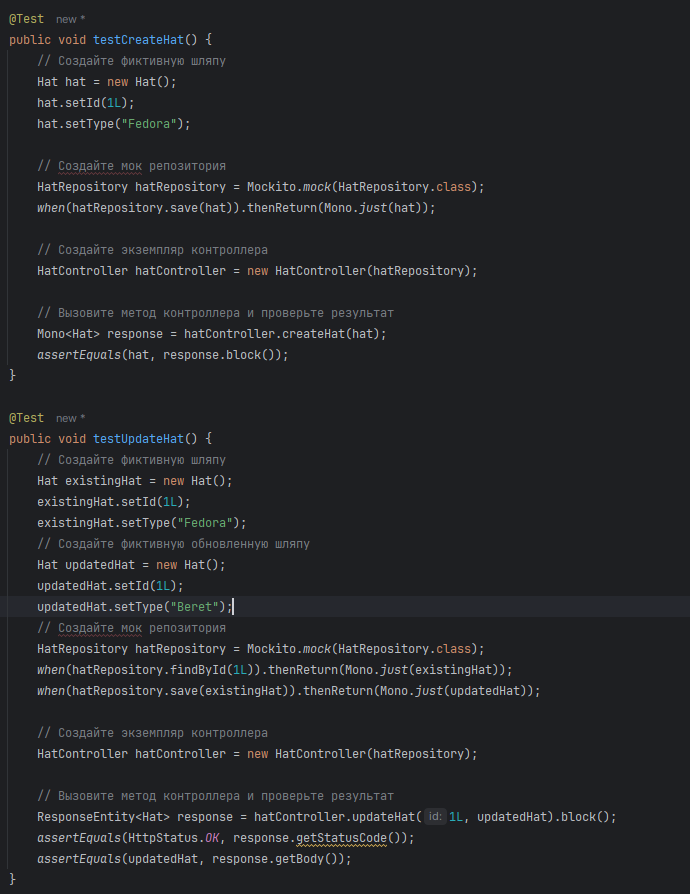 @Test new *
public void testCreateHat() {
// Создайте фиктивную шляпу
Hat hat = new Hat();
hat.setId(1L);
hat.setType("Fedora");
// Создайте мок репозитория
HatRepository hatRepository = Mockito.mock(HatRepository.class);
when(hatRepository.save(hat)).thenReturn(Mono.just(hat));
// Создайте экземпляр контроллера
HatController hatController = new HatController(hatRepository);
// Вызовите метод контроллера и проверьте результат
Mono<Hat> response = hatController.createHat(hat);
assertEquals(hat, response.block());
}
@Test new *
public void testUpdateHat() {
// Создайте фиктивную шляпу
Hat existingHat = new Hat();
existingHat.setId(1L);
existingHat.setType("Fedora");
// Создайте фиктивную обновленную шляпу
Hat updatedHat = new Hat();
updatedHat.setId(1L);
updatedHat.setType("Beret");
// Создайте мок репозитория
HatRepository hatRepository = Mockito.mock(HatRepository.class);
when(hatRepository.findById(1L)).thenReturn(Mono.just(existingHat));
when(hatRepository.save(existingHat)).thenReturn(Mono.just(updatedHat));
// Создайте экземпляр контроллера
HatController hatController = new HatController(hatRepository);
// Вызовите метод контроллера и проверьте результат
ResponseEntity<Hat> response = hatController.updateHat( id: 1L, updatedHat).block();
assertEquals(HttpStatus.OK, response.getStatusCode());
assertEquals(updatedHat, response.getBody());
}